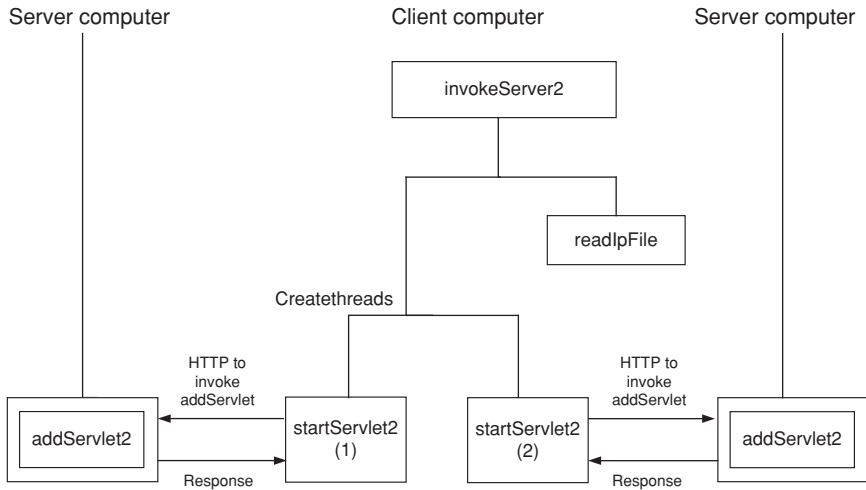 Server computer
Client computer
Server computer
invokeServer2
readIpFile
Createthreads
HTTP to
invoke
addServlet
HTTP to
invoke
addServlet
addServlet2
startServlet2
(1)
startServlet2
(2)
addServlet2
Response
Response